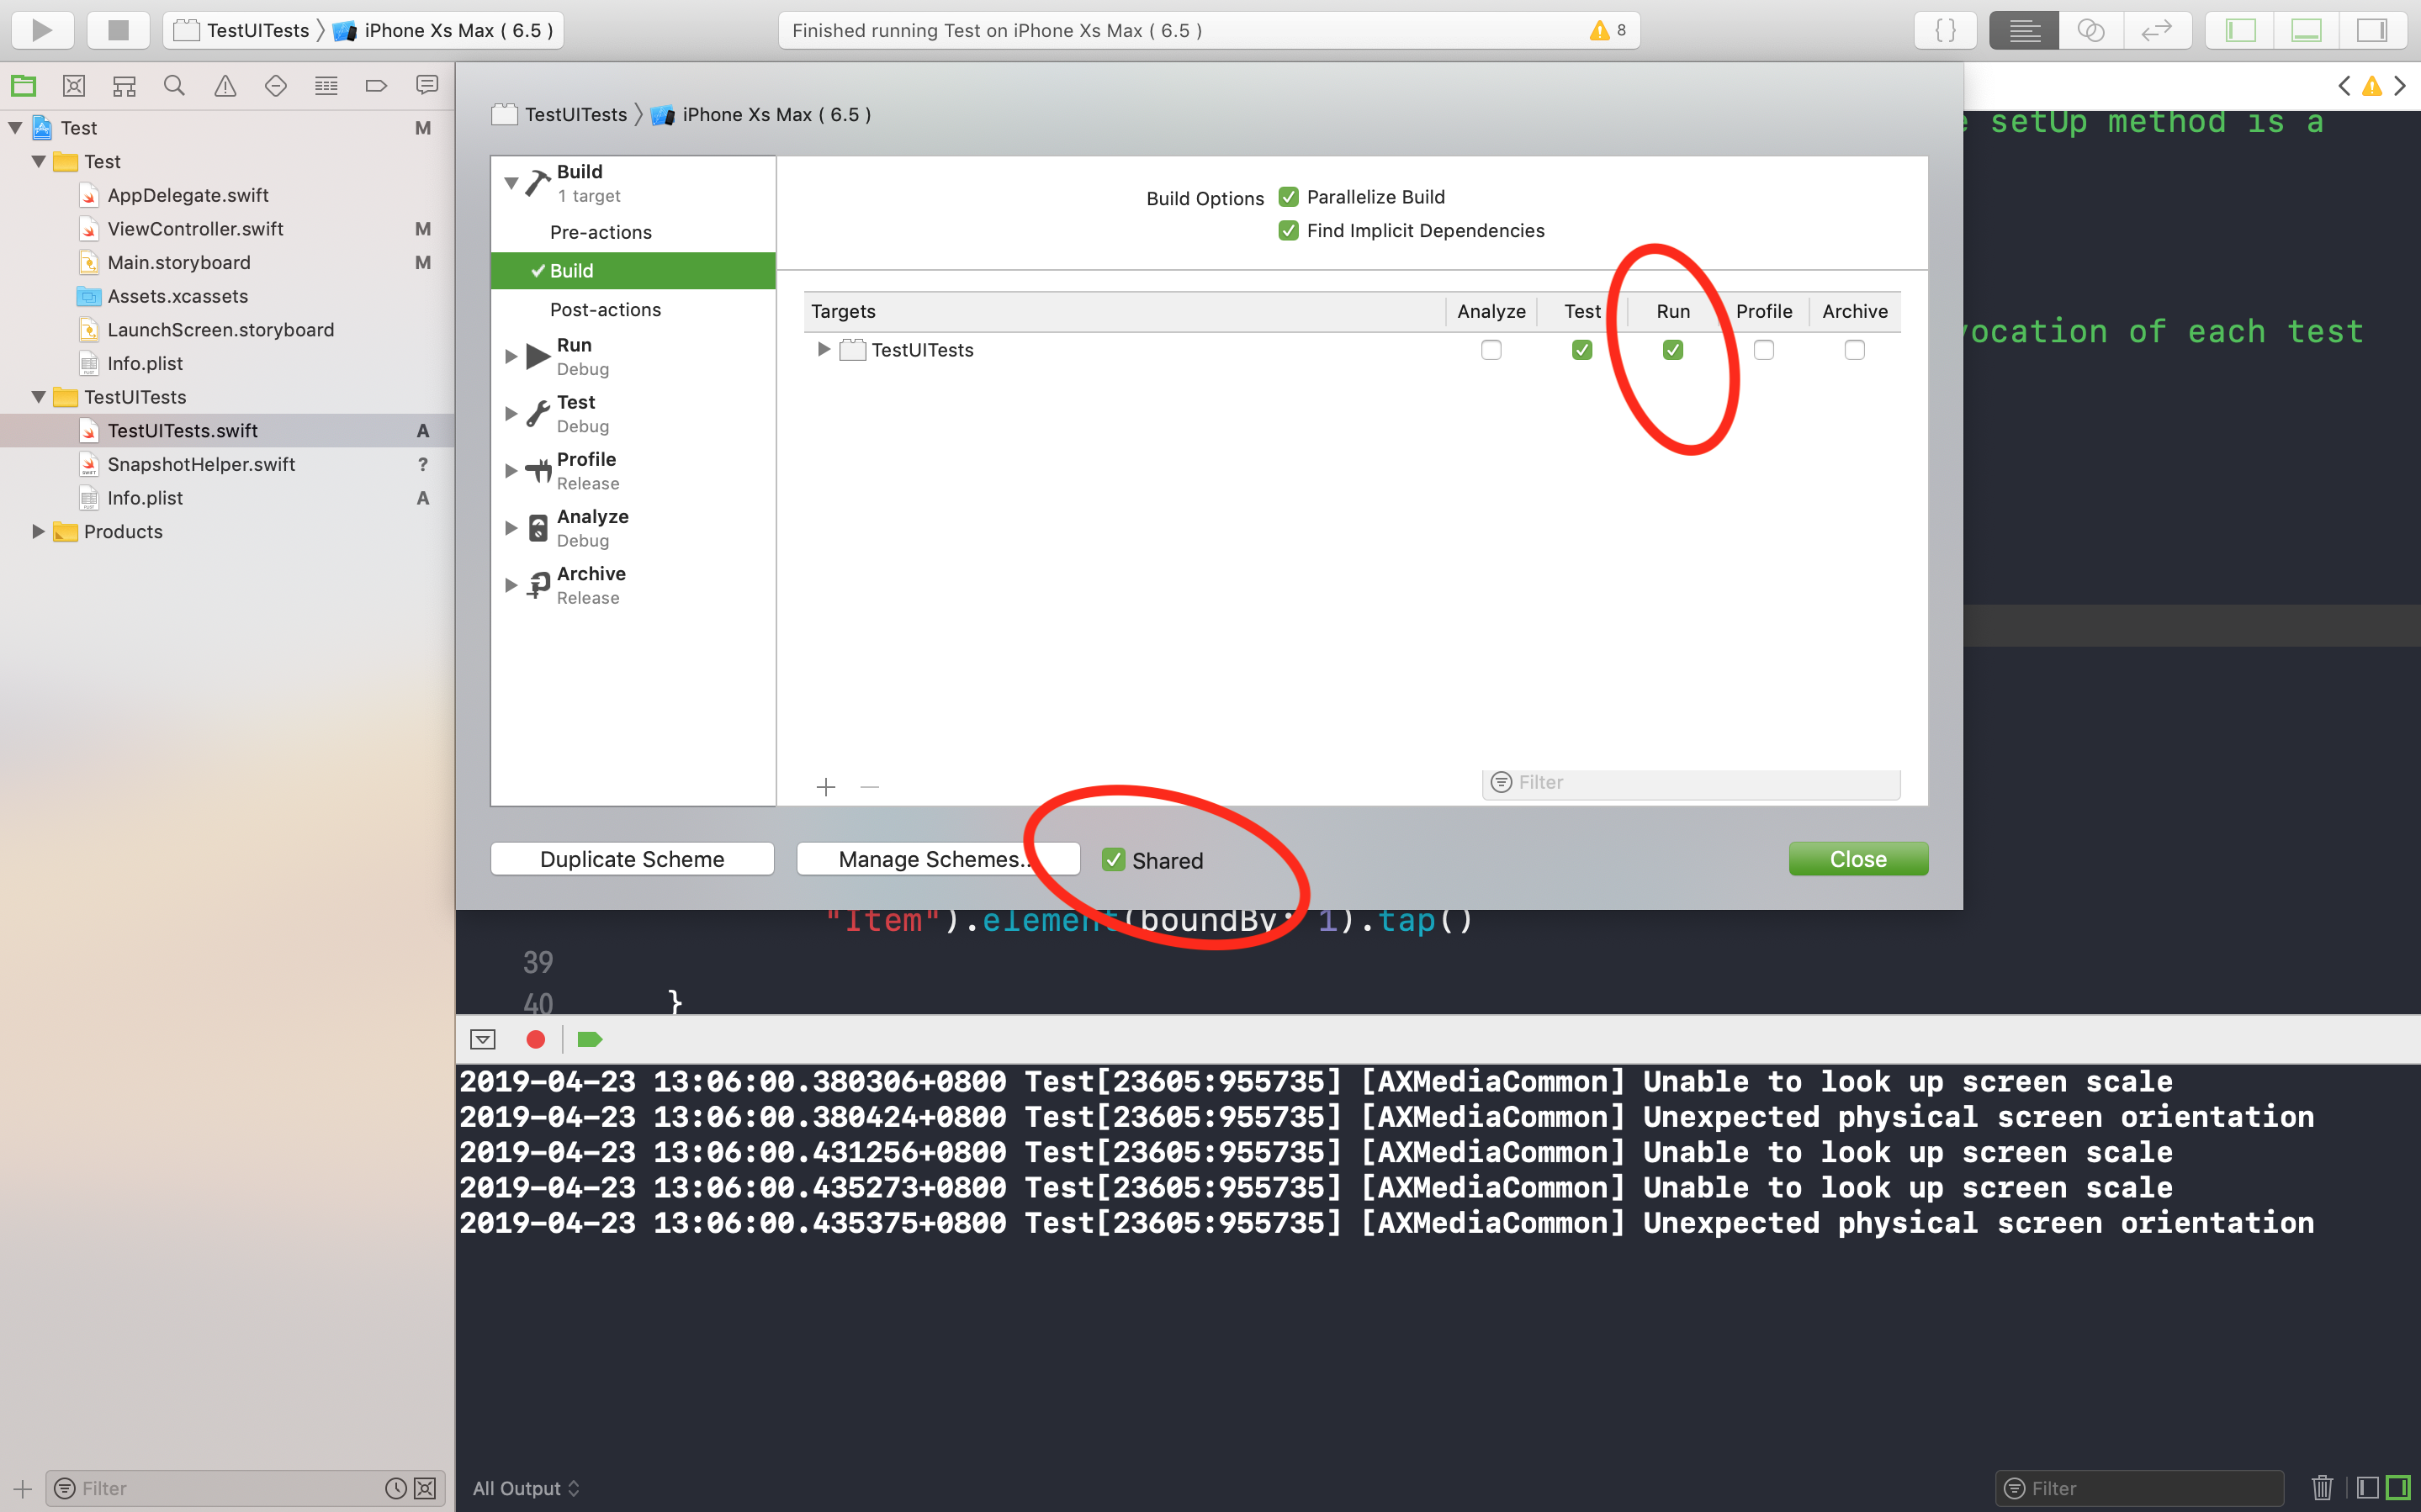 TestUITests 〉 iPhone Xs Max ( 6.5 )
Finished running Test on iPhone Xs Max ( 6.5 )
8
{ }
Test M
Test
AppDelegate.swift
ViewController.swift M
Main.storyboard M
Assets.xcassets
LaunchScreen.storyboard
Info.plist
TestUITests
TestUITests.swift A
SnapshotHelper.swift ?
Info.plist A
Products
Filter
TestUITests 〉 iPhone Xs Max ( 6.5 )
Build
1 target
Pre-actions
Build
Post-actions
Run
Debug
Test
Debug
Profile
Release
Analyze
Debug
Archive
Release
Build Options Parallelize Build
Find Implicit Dependencies
Targets Analyze Test Run Profile Archive
TestUITests
Filter
Duplicate Scheme Manage Schemes.. Shared Close
setUp method is a
vocation of each test
"Item").element(boundBy: 1).tap()
39
40 }
2019-04-23 13:06:00.380306+0800 Test[23605:955735] [AXMediaCommon] Unable to look up screen scale
2019-04-23 13:06:00.380424+0800 Test[23605:955735] [AXMediaCommon] Unexpected physical screen orientation
2019-04-23 13:06:00.431256+0800 Test[23605:955735] [AXMediaCommon] Unable to look up screen scale
2019-04-23 13:06:00.435273+0800 Test[23605:955735] [AXMediaCommon] Unable to look up screen scale
2019-04-23 13:06:00.435375+0800 Test[23605:955735] [AXMediaCommon] Unexpected physical screen orientation
All Output
Filter